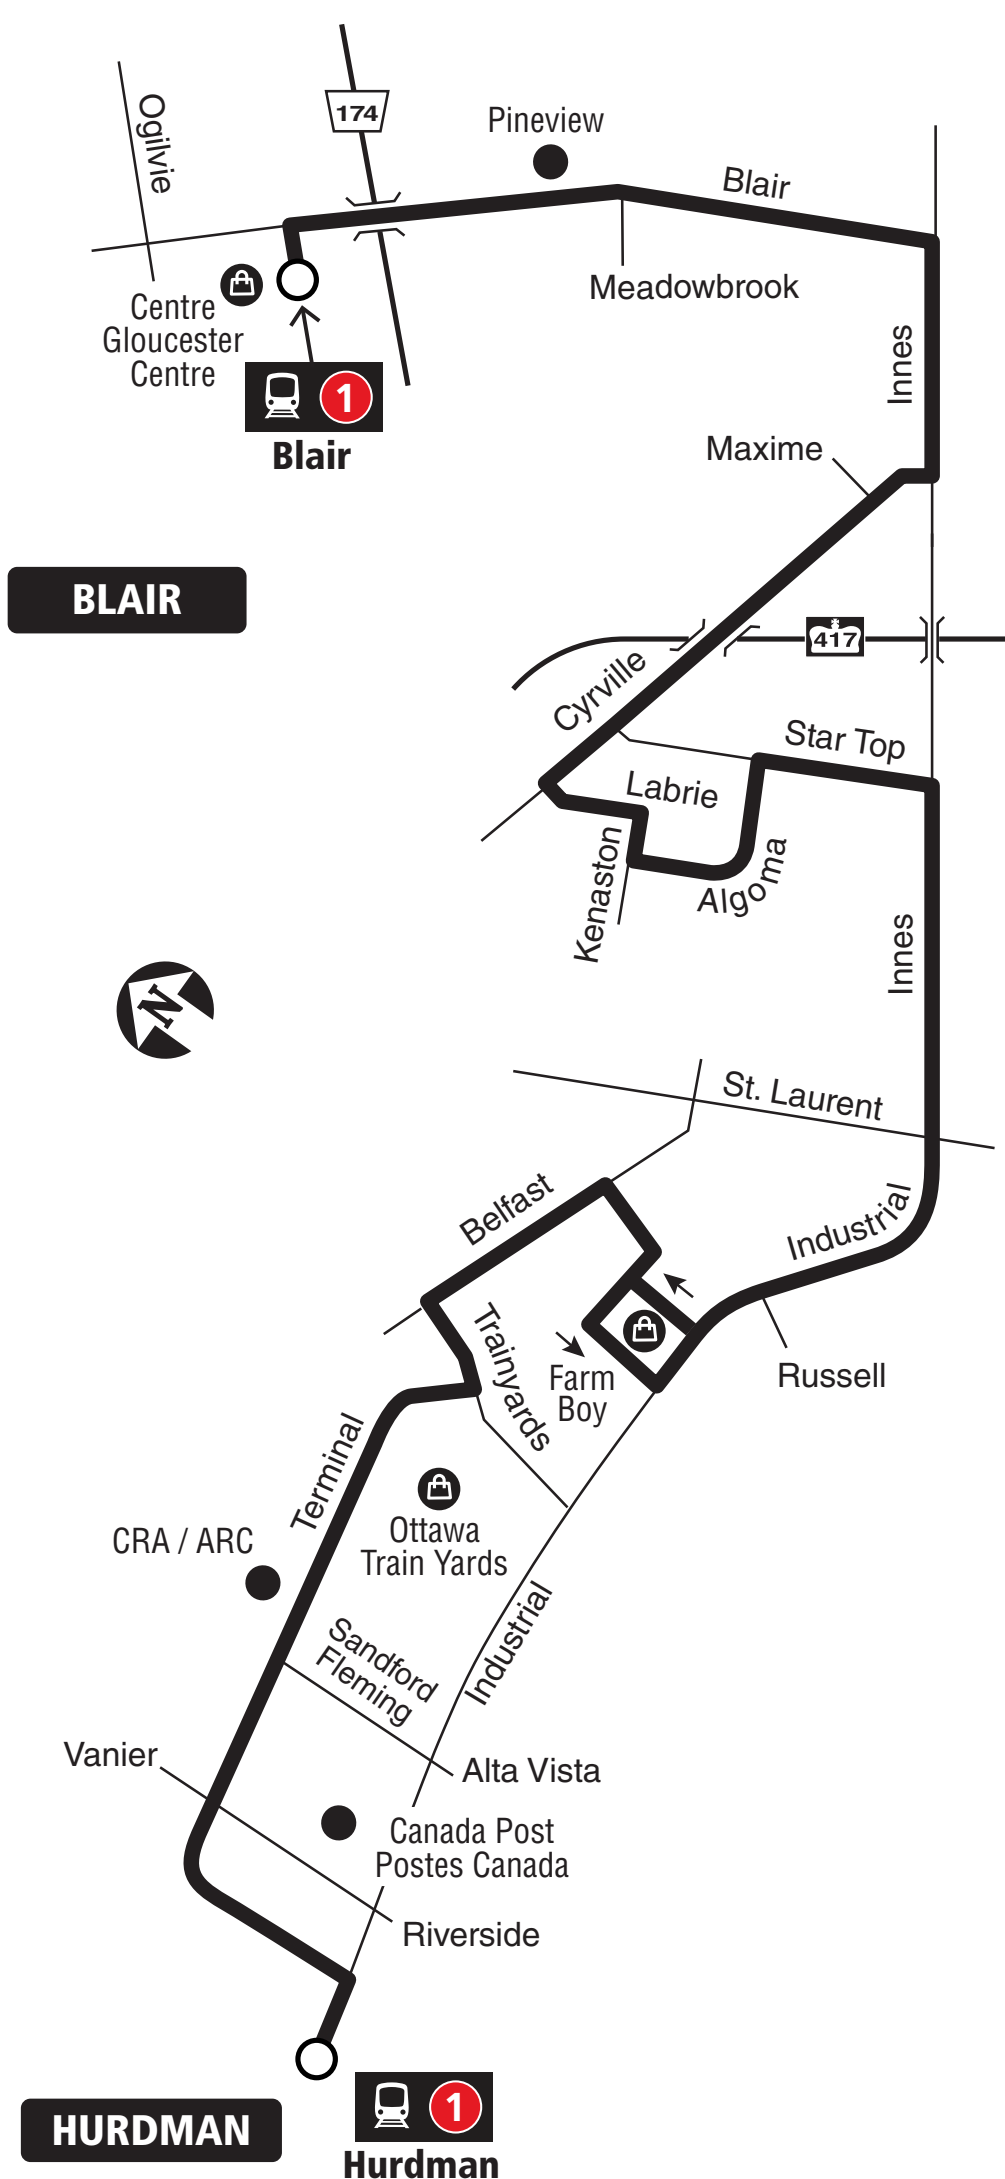 Ogilvie
174
Pineview
Blair
Meadowbrook
Centre
Gloucester
Centre
1
Blair
Innes
Maxime
BLAIR
417
Cyrville
Star Top
Labrie
Kenaston
Algoma
Innes
N
St. Laurent
Belfast
Industrial
Trainyards
Farm
Boy
Russell
Terminal
Ottawa
Train Yards
CRA / ARC
Industrial
Sandford
Fleming
Vanier
Alta Vista
Canada Post
Postes Canada
Riverside
1
HURDMAN
Hurdman